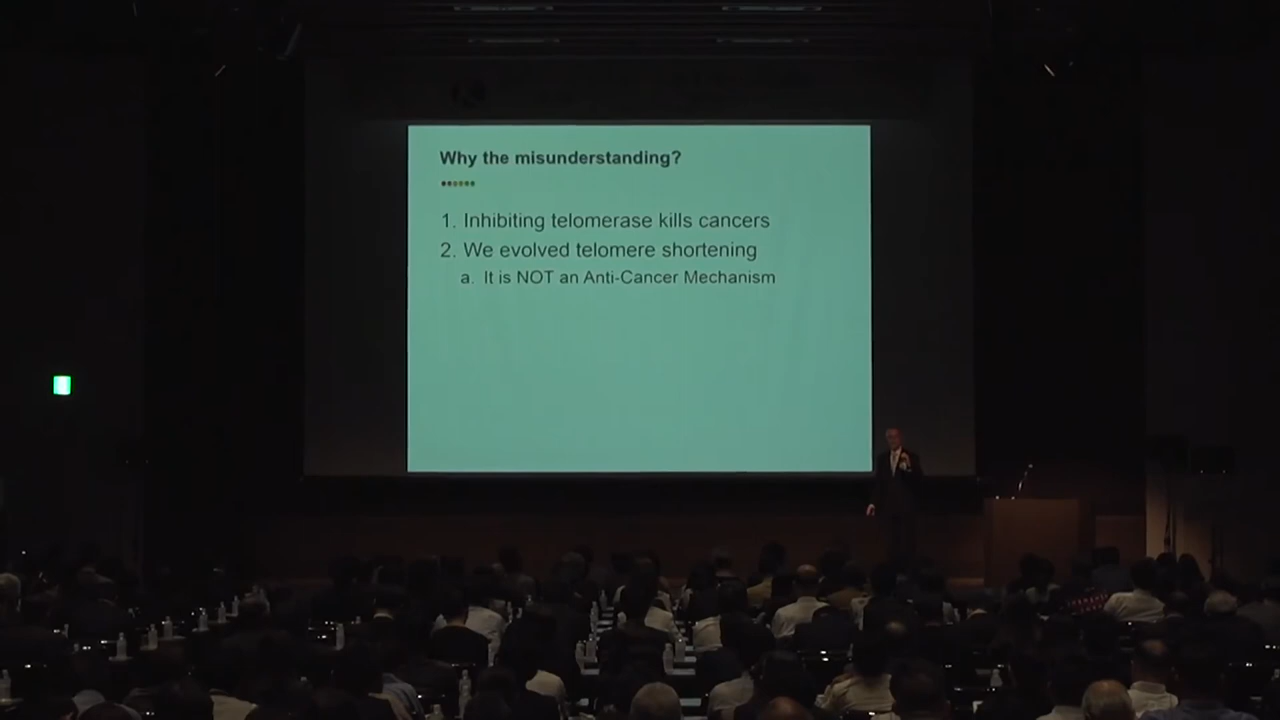 Why the misunderstanding?
1. Inhibiting telomerase kills cancers
2. We evolved telomere shortening
a. It is NOT an Anti-Cancer Mechanism